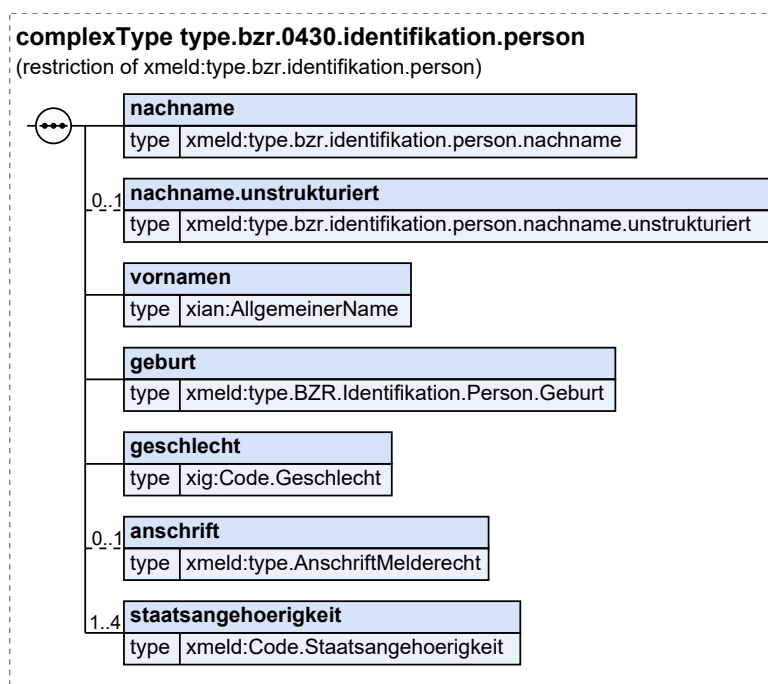 complexType type.bzr.0430.identifikation.person
(restriction of xmeld:type.bzr.identifikation.person)
nachname
type xmeld:type.bzr.identifikation.person.nachname
0..1
nachname.unstrukturiert
type xmeld:type.bzr.identifikation.person.nachname.unstrukturiert
vornamen
type xian:AllgemeinerName
geburt
type xmeld:type.BZR.Identifikation.Person.Geburt
geschlecht
type xig:Code.Geschlecht
0..1
anschrift
type xmeld:type.AnschriftMelderecht
1..4
staatsangehoerigkeit
type xmeld:Code.Staatsangehoerigkeit